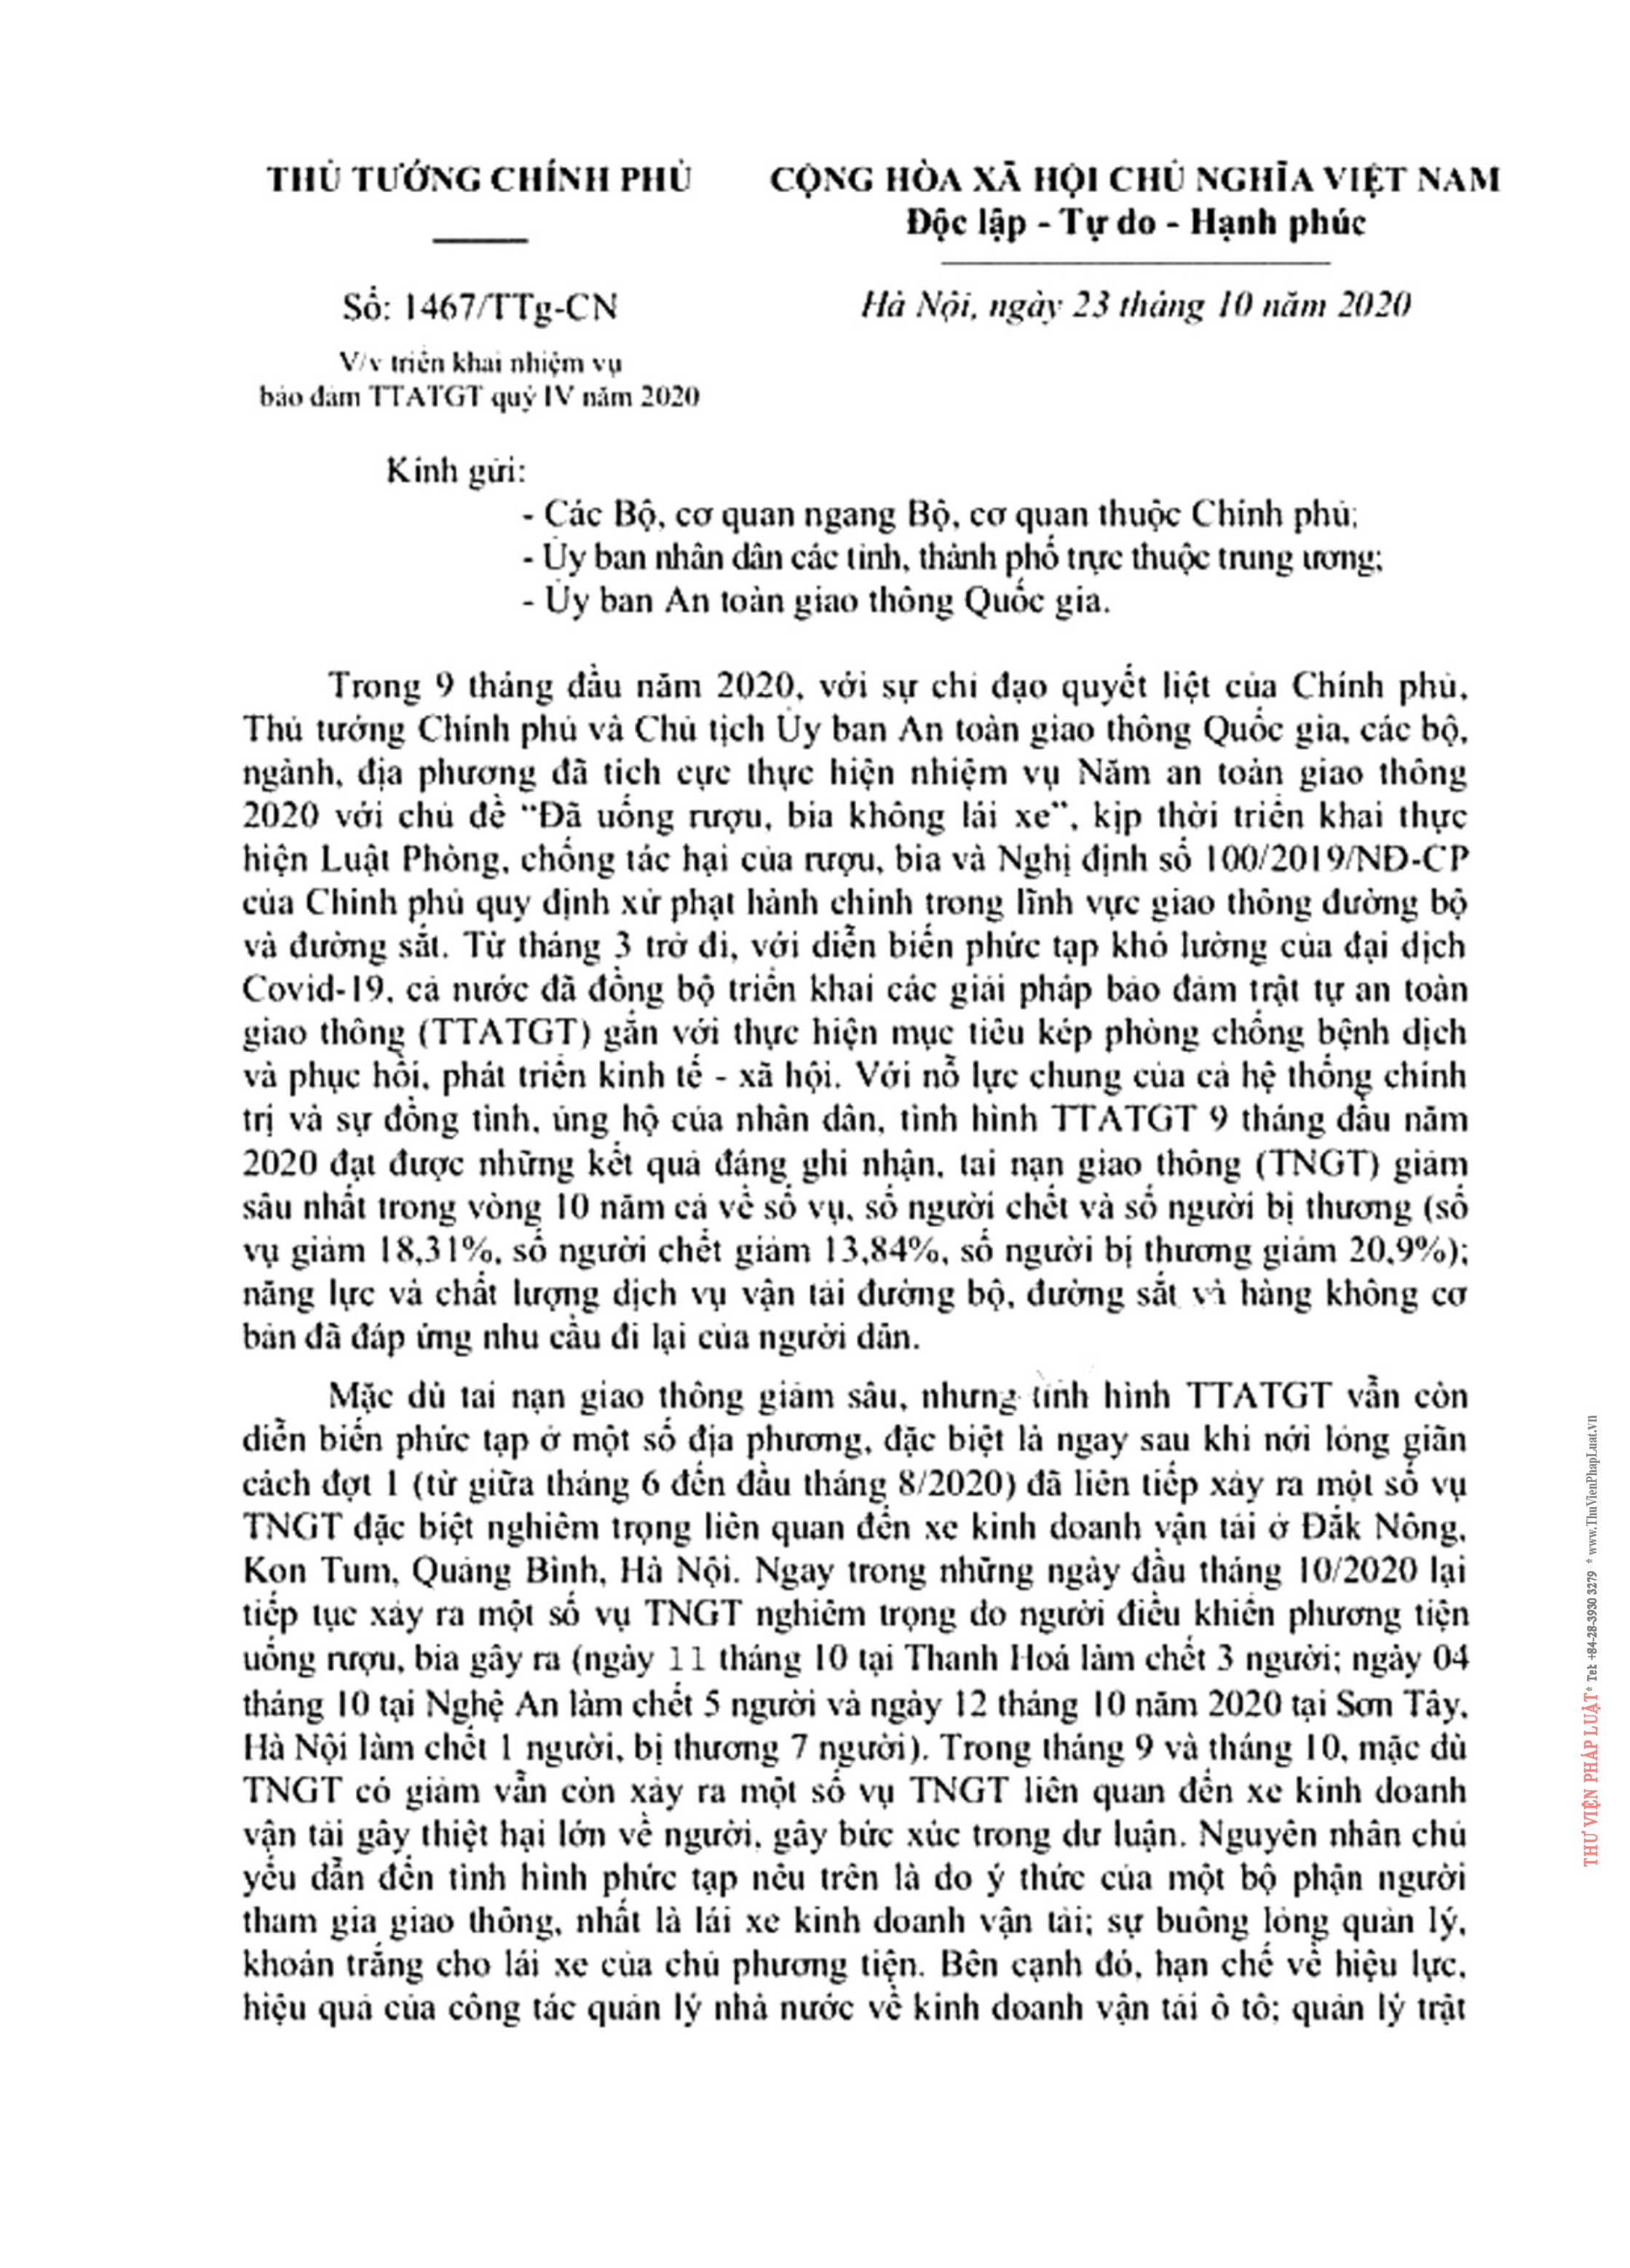 THỦ TƯỚNG CHÍNH PHỦ
CỘNG HÒA XÃ HỘI CHỦ NGHĨA VIỆT NAM
Độc lập - Tự do - Hạnh phúc
Số: 1467/TTg-CN
Hà Nội, ngày 23 tháng 10 năm 2020
V/v triển khai nhiệm vụ
bảo đảm TTATGT quý IV năm 2020
Kính gửi:
- Các Bộ, cơ quan ngang Bộ, cơ quan thuộc Chính phủ;
- Ủy ban nhân dân các tỉnh, thành phố trực thuộc trung ương;
- Ủy ban An toàn giao thông Quốc gia.
Trong 9 tháng đầu năm 2020, với sự chỉ đạo quyết liệt của Chính phủ,
Thủ tướng Chính phủ và Chủ tịch Ủy ban An toàn giao thông Quốc gia, các bộ,
ngành, địa phương đã tích cực thực hiện nhiệm vụ Năm an toàn giao thông
2020 với chủ đề “Đã uống rượu, bia không lái xe”, kịp thời triển khai thực
hiện Luật Phòng, chống tác hại của rượu, bia và Nghị định số 100/2019/NĐ-CP
của Chính phủ quy định xử phạt hành chính trong lĩnh vực giao thông đường bộ
và đường sắt. Từ tháng 3 trở đi, với diễn biến phức tạp khó lường của đại dịch
Covid-19, cả nước đã đồng bộ triển khai các giải pháp bảo đảm trật tự an toàn
giao thông (TTATGT) gắn với thực hiện mục tiêu kép phòng chống bệnh dịch
và phục hồi, phát triển kinh tế - xã hội. Với nỗ lực chung của cả hệ thống chính
trị và sự đồng tình, ủng hộ của nhân dân, tình hình TTATGT 9 tháng đầu năm
2020 đạt được những kết quả đáng ghi nhận, tai nạn giao thông (TNGT) giảm
sâu nhất trong vòng 10 năm cả về số vụ, số người chết và số người bị thương (số
vụ giảm 18,31%, số người chết giảm 13,84%, số người bị thương giảm 20,9%);
năng lực và chất lượng dịch vụ vận tải đường bộ, đường sắt và hàng không cơ
bản đã đáp ứng nhu cầu đi lại của người dân.
Mặc dù tai nạn giao thông giảm sâu, nhưng tình hình TTATGT vẫn còn
diễn biến phức tạp ở một số địa phương, đặc biệt là ngay sau khi nới lỏng giãn
cách đợt 1 (từ giữa tháng 6 đến đầu tháng 8/2020) đã liên tiếp xảy ra một số vụ
TNGT đặc biệt nghiêm trọng liên quan đến xe kinh doanh vận tải ở Đắk Nông,
Kon Tum, Quảng Bình, Hà Nội. Ngay trong những ngày đầu tháng 10/2020 lại
tiếp tục xảy ra một số vụ TNGT nghiêm trọng do người điều khiển phương tiện
uống rượu, bia gây ra (ngày 11 tháng 10 tại Thanh Hoá làm chết 3 người; ngày 04
tháng 10 tại Nghệ An làm chết 5 người và ngày 12 tháng 10 năm 2020 tại Sơn Tây,
Hà Nội làm chết 1 người, bị thương 7 người). Trong tháng 9 và tháng 10, mặc dù
TNGT có giảm vẫn còn xảy ra một số vụ TNGT liên quan đến xe kinh doanh
vận tải gây thiệt hại lớn về người, gây bức xúc trong dư luận. Nguyên nhân chủ
yếu dẫn đến tình hình phức tạp nêu trên là do ý thức của một bộ phận người
tham gia giao thông, nhất là lái xe kinh doanh vận tải; sự buông lỏng quản lý,
khoán trắng cho lái xe của chủ phương tiện. Bên cạnh đó, hạn chế về hiệu lực,
hiệu quả của công tác quản lý nhà nước về kinh doanh vận tải ô tô; quản lý trật
THƯ VIỆN PHÁP LUẬT * Tel: +84-28-3930 3279 * www.ThuVienPhapLuat.vn